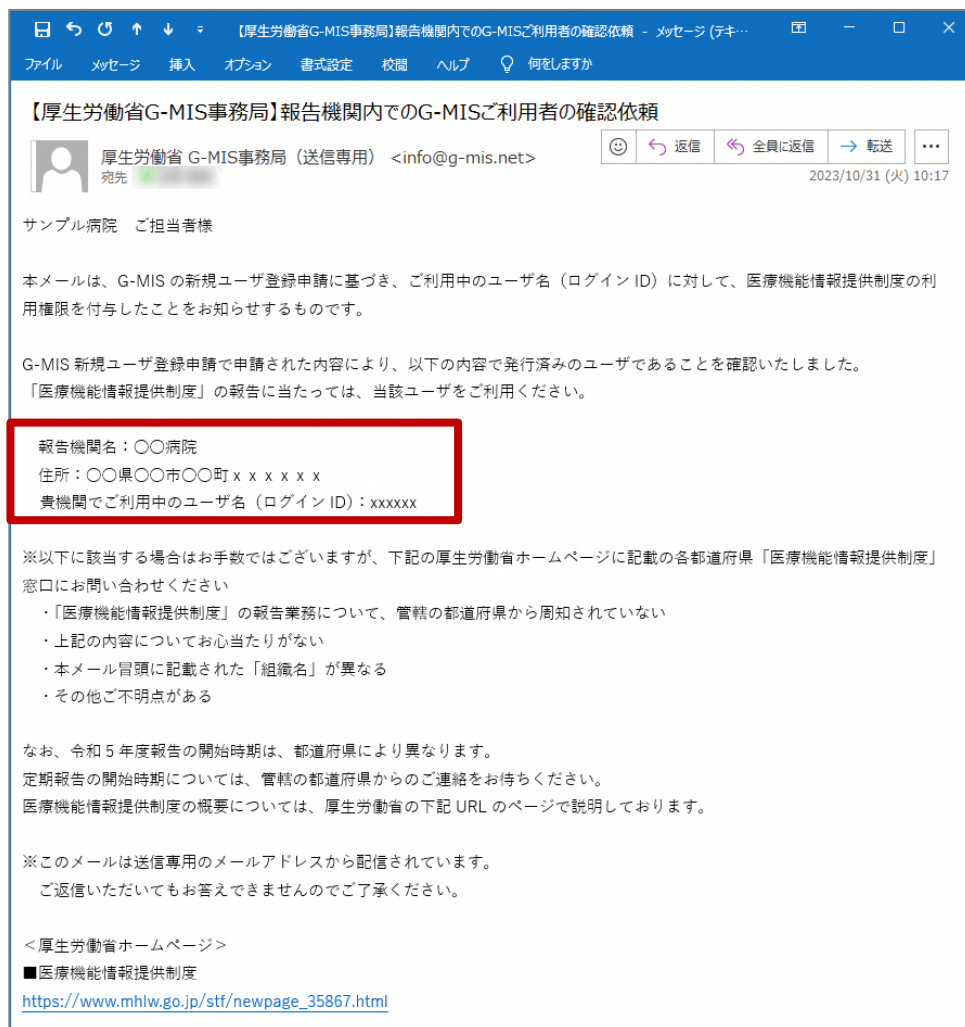 【厚生労働省G-MIS事務局】報告機関内でのG-MISご利用者の確認依頼 - メッセージ (テキ…
ファイル メッセージ 挿入 オプション 書式設定 校閲 ヘルプ 何をしますか
【厚生労働省G-MIS事務局】報告機関内でのG-MISご利用者の確認依頼
厚生労働省 G-MIS事務局（送信専用） <info@g-mis.net>
返信 全員に返信 転送 …
宛先
2023/10/31 (火) 10:17
サンプル病院　ご担当者様
本メールは、G-MIS の新規ユーザ登録申請に基づき、ご利用中のユーザ名（ログイン ID）に対して、医療機能情報提供制度の利
用権限を付与したことをお知らせするものです。
G-MIS 新規ユーザ登録申請で申請された内容により、以下の内容で発行済みのユーザであることを確認いたしました。
「医療機能情報提供制度」の報告に当たっては、当該ユーザをご利用ください。
報告機関名：〇〇病院
住所：〇〇県〇〇市〇〇町ｘｘｘｘｘｘ
貴機関でご利用中のユーザ名（ログイン ID）：xxxxxx
※以下に該当する場合はお手数ではございますが、下記の厚生労働省ホームページに記載の各都道府県「医療機能情報提供制度」
窓口にお問い合わせください
・「医療機能情報提供制度」の報告業務について、管轄の都道府県から周知されていない
・上記の内容についてお心当たりがない
・本メール冒頭に記載された「組織名」が異なる
・その他ご不明点がある
なお、令和 5 年度報告の開始時期は、都道府県により異なります。
定期報告の開始時期については、管轄の都道府県からのご連絡をお待ちください。
医療機能情報提供制度の概要については、厚生労働省の下記 URL のページで説明しております。
※このメールは送信専用のメールアドレスから配信されています。
ご返信いただいてもお答えできませんのでご了承ください。
＜厚生労働省ホームページ＞
■医療機能情報提供制度
https://www.mhlw.go.jp/stf/newpage_35867.html